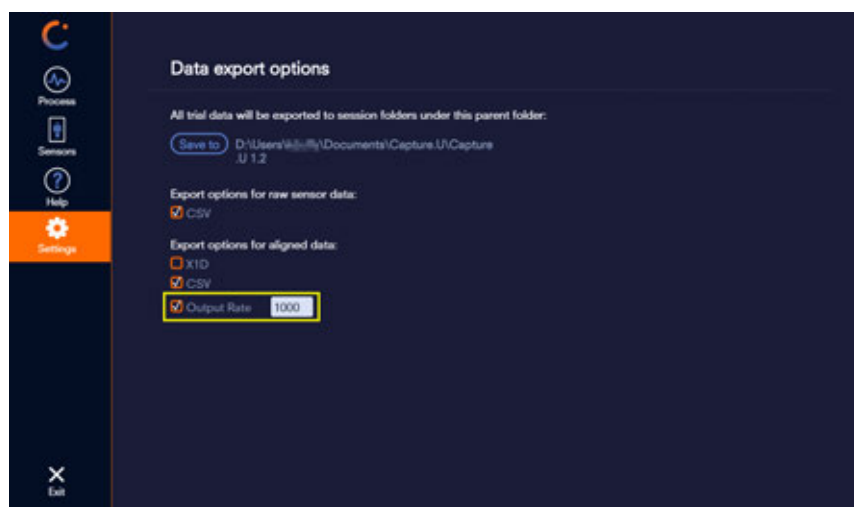 Process
Sensors
Help
Settings
Exit
Data export options
All trial data will be exported to session folders under this parent folder:
Save to D:\Users\ \Documents\Capture.U\Capture
.U 1.2
Export options for raw sensor data:
CSV
Export options for aligned data:
X1D
CSV
Output Rate 1000